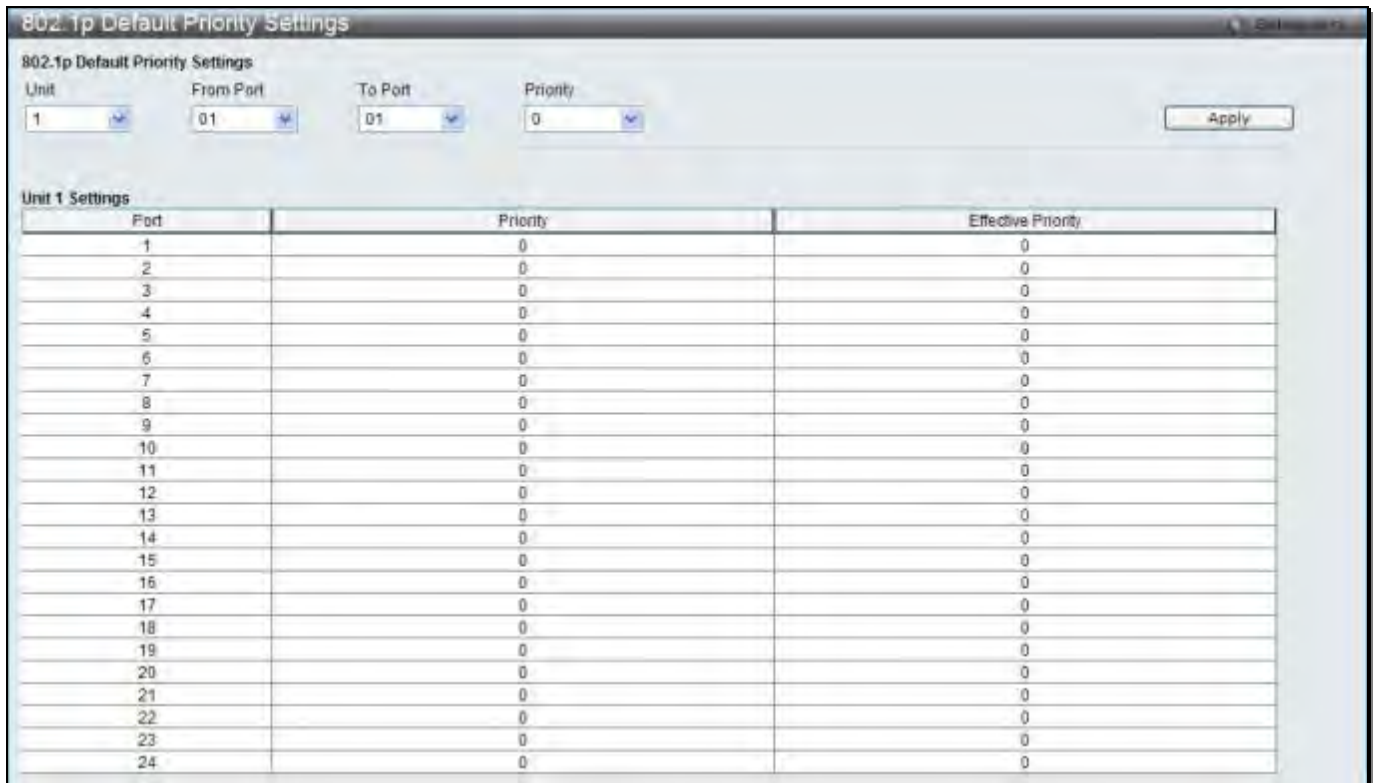 802.1p Default Priority Settings
802.1p Default Priority Settings
Unit From Port To Port Priority
1 01 01 0 Apply
Unit 1 Settings
Port Priority Effective Priority
1 0 0
2 0 0
3 0 0
4 0 0
5 0 0
6 0 0
7 0 0
8 0 0
9 0 0
10 0 0
11 0 0
12 0 0
13 0 0
14 0 0
15 0 0
16 0 0
17 0 0
18 0 0
19 0 0
20 0 0
21 0 0
22 0 0
23 0 0
24 0 0